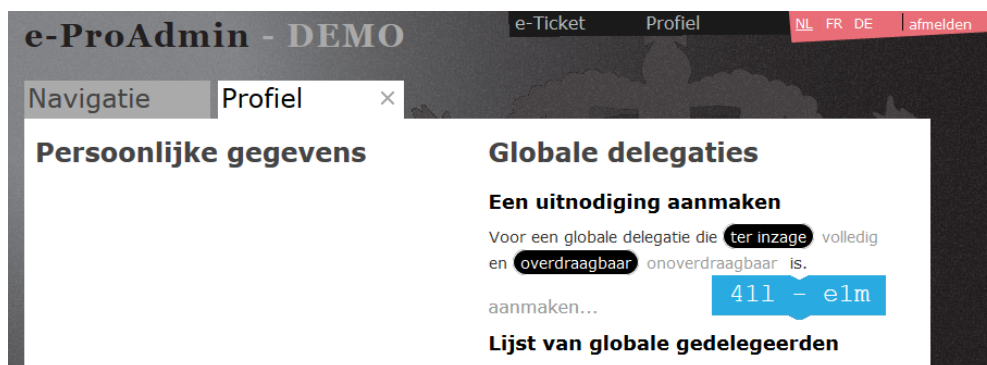 e-ProAdmin - DEMO
e-Ticket Profiel NL FR DE afmelden
Navigatie Profiel ×
Persoonlijke gegevens
Globale delegaties
Een uitnodiging aanmaken
Voor een globale delegatie die ter inzage volledig
en overdraagbaar onoverdraagbaar is.
aanmaken...
4ll – e1m
Lijst van globale gedelegeerden